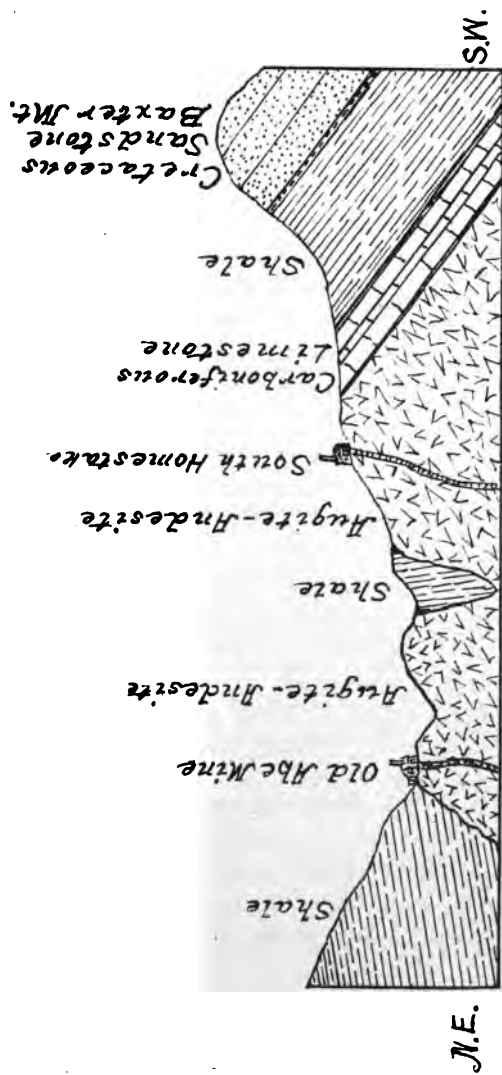 N.E.
Shale
Old Abe Mine
Augite-Andesite
Shale
Augite-Andesite
South Homestake
Carboniferous
Limestone
Shale
Cretaceous
Sandstone
Baxter Mt.
S.W.